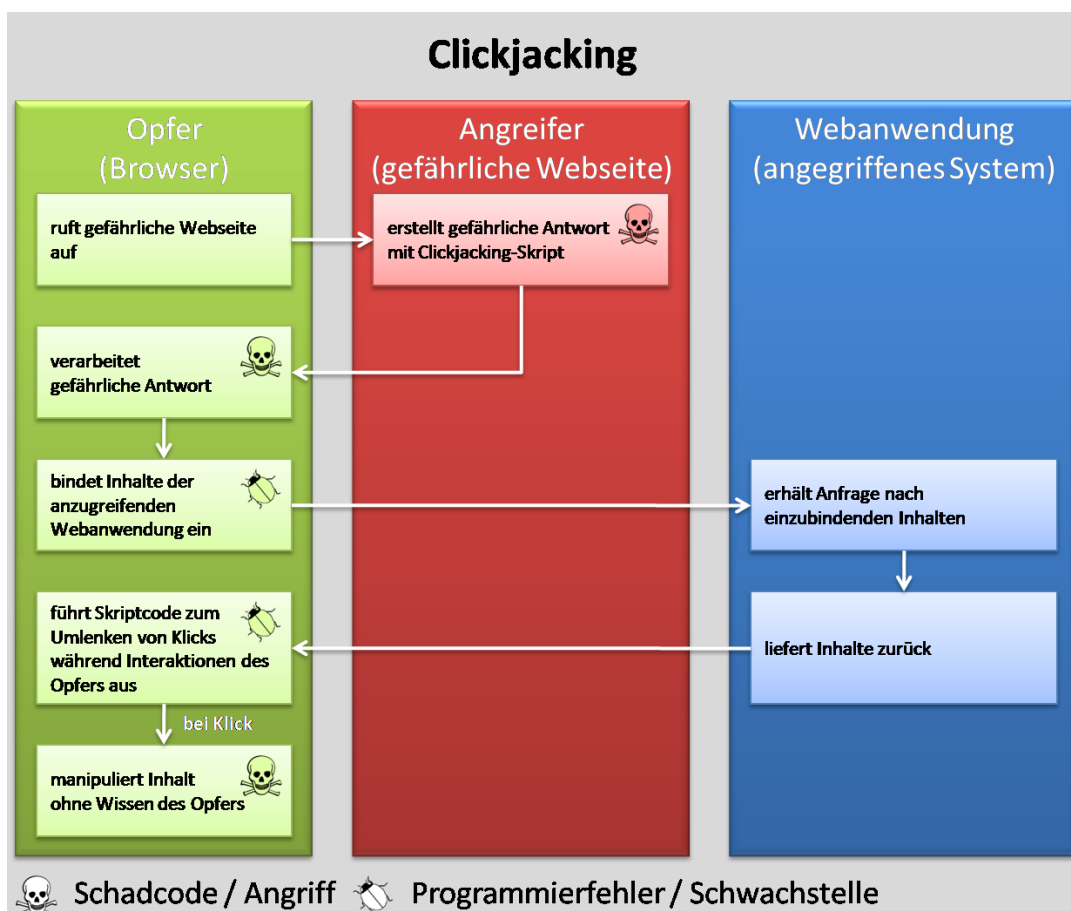 Clickjacking
Opfer
(Browser)
Angreifer
(gefährliche Webseite)
Webanwendung
(angegriffenes System)
ruft gefährliche Webseite
auf
erstellt gefährliche Antwort
mit Clickjacking-Skript
verarbeitet
gefährliche Antwort
bindet Inhalte der
anzugreifenden
Webanwendung ein
erhält Anfrage nach
einzubindenden Inhalten
führt Skriptcode zum
Umlenken von Klicks
während Interaktionen des
Opfers aus
liefert Inhalte zurück
bei Klick
manipuliert Inhalt
ohne Wissen des Opfers
Schadcode / Angriff
Programmierfehler / Schwachstelle